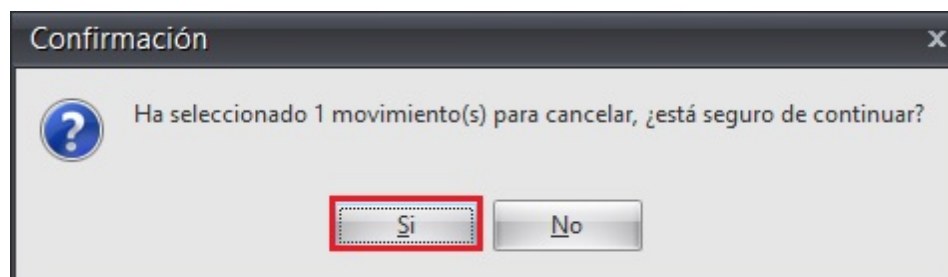 Confirmación
x
Ha seleccionado 1 movimiento(s) para cancelar, ¿está seguro de continuar?
Si
No